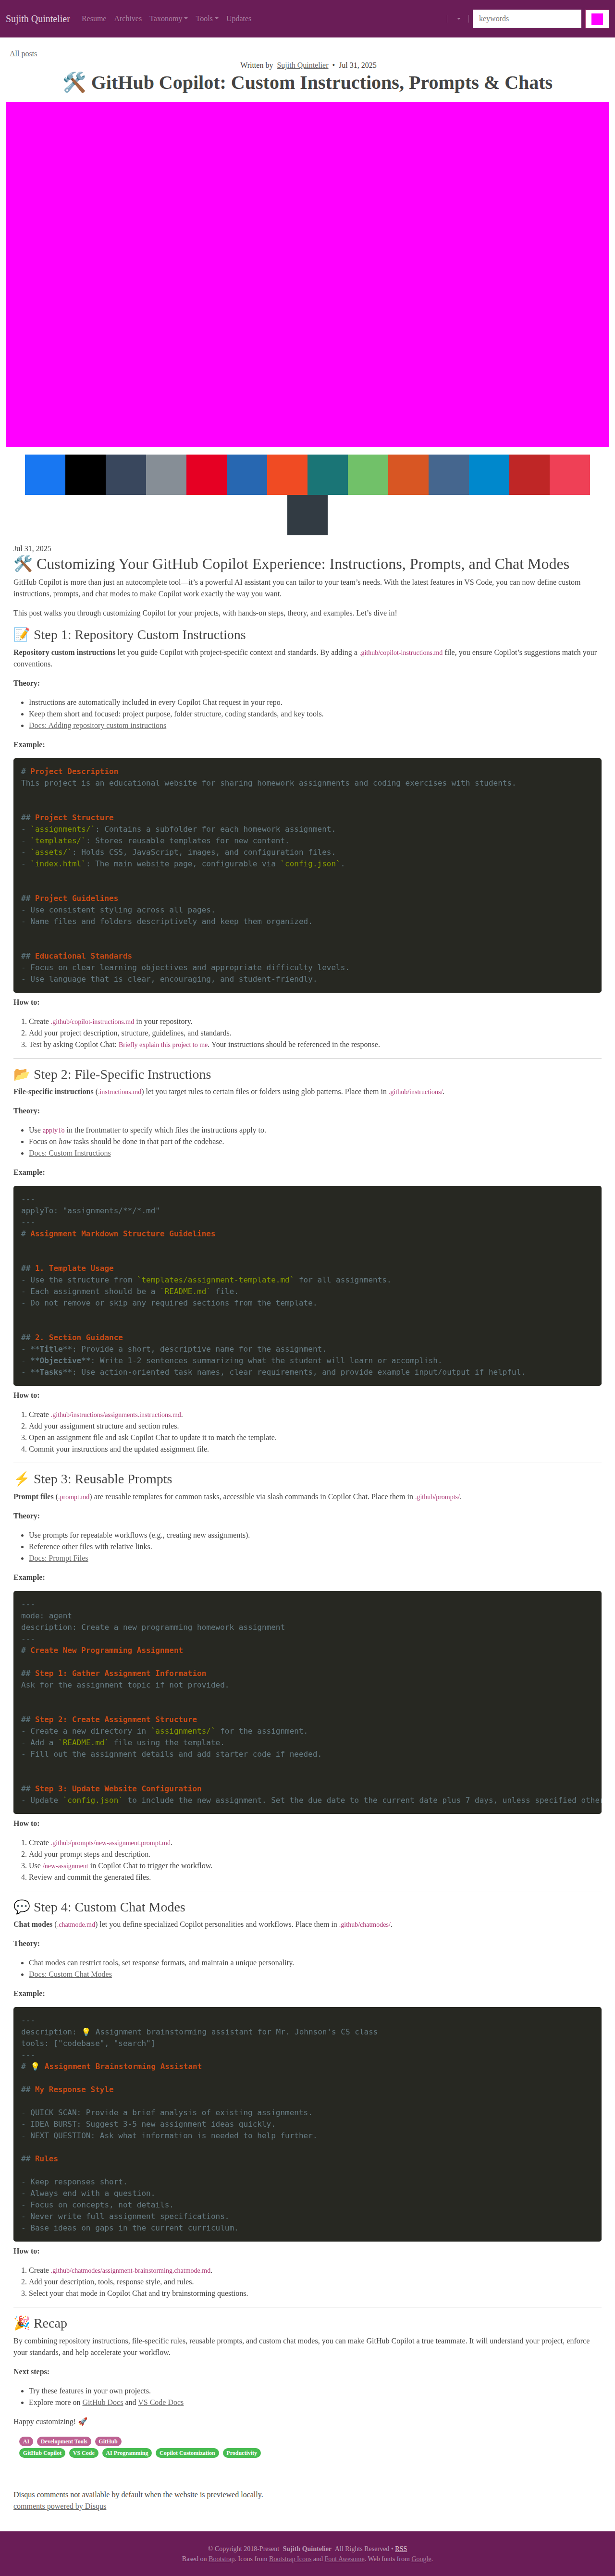 Sujith Quintelier Resume Archives Taxonomy Tools Updates keywords
All posts
Written by Sujith Quintelier • Jul 31, 2025
🛠️ GitHub Copilot: Custom Instructions, Prompts & Chats
Jul 31, 2025
🛠️ Customizing Your GitHub Copilot Experience: Instructions, Prompts, and Chat Modes
GitHub Copilot is more than just an autocomplete tool—it's a powerful AI assistant you can tailor to your team's needs. With the latest features in VS Code, you can now define custom
instructions, prompts, and chat modes to make Copilot work exactly the way you want.
This post walks you through customizing Copilot for your projects, with hands-on steps, theory, and examples. Let's dive in!
📝 Step 1: Repository Custom Instructions
Repository custom instructions let you guide Copilot with project-specific context and standards. By adding a .github/copilot-instructions.md file, you ensure Copilot's suggestions match your
conventions.
Theory:
• Instructions are automatically included in every Copilot Chat request in your repo.
• Keep them short and focused: project purpose, folder structure, coding standards, and key tools.
• Docs: Adding repository custom instructions
Example:
# Project Description
This project is an educational website for sharing homework assignments and coding exercises with students.
## Project Structure
- `assignments/`: Contains a subfolder for each homework assignment.
- `templates/`: Stores reusable templates for new content.
- `assets/`: Holds CSS, JavaScript, images, and configuration files.
- `index.html`: The main website page, configurable via `config.json`.
## Project Guidelines
- Use consistent styling across all pages.
- Name files and folders descriptively and keep them organized.
## Educational Standards
- Focus on clear learning objectives and appropriate difficulty levels.
- Use language that is clear, encouraging, and student-friendly.
How to:
1. Create .github/copilot-instructions.md in your repository.
2. Add your project description, structure, guidelines, and standards.
3. Test by asking Copilot Chat: Briefly explain this project to me. Your instructions should be referenced in the response.
📂 Step 2: File-Specific Instructions
File-specific instructions (.instructions.md) let you target rules to certain files or folders using glob patterns. Place them in .github/instructions/.
Theory:
• Use applyTo in the frontmatter to specify which files the instructions apply to.
• Focus on how tasks should be done in that part of the codebase.
• Docs: Custom Instructions
Example:
---
applyTo: "assignments/**/*.md"
---
# Assignment Markdown Structure Guidelines
## 1. Template Usage
- Use the structure from `templates/assignment-template.md` for all assignments.
- Each assignment should be a `README.md` file.
- Do not remove or skip any required sections from the template.
## 2. Section Guidance
- **Title**: Provide a short, descriptive name for the assignment.
- **Objective**: Write 1-2 sentences summarizing what the student will learn or accomplish.
- **Tasks**: Use action-oriented task names, clear requirements, and provide example input/output if helpful.
How to:
1. Create .github/instructions/assignments.instructions.md.
2. Add your assignment structure and section rules.
3. Open an assignment file and ask Copilot Chat to update it to match the template.
4. Commit your instructions and the updated assignment file.
⚡ Step 3: Reusable Prompts
Prompt files (.prompt.md) are reusable templates for common tasks, accessible via slash commands in Copilot Chat. Place them in .github/prompts/.
Theory:
• Use prompts for repeatable workflows (e.g., creating new assignments).
• Reference other files with relative links.
• Docs: Prompt Files
Example:
---
mode: agent
description: Create a new programming homework assignment
---
# Create New Programming Assignment
## Step 1: Gather Assignment Information
Ask for the assignment topic if not provided.
## Step 2: Create Assignment Structure
- Create a new directory in `assignments/` for the assignment.
- Add a `README.md` file using the template.
- Fill out the assignment details and add starter code if needed.
## Step 3: Update Website Configuration
- Update `config.json` to include the new assignment. Set the due date to the current date plus 7 days, unless specified other
How to:
1. Create .github/prompts/new-assignment.prompt.md.
2. Add your prompt steps and description.
3. Use /new-assignment in Copilot Chat to trigger the workflow.
4. Review and commit the generated files.
💬 Step 4: Custom Chat Modes
Chat modes (.chatmode.md) let you define specialized Copilot personalities and workflows. Place them in .github/chatmodes/.
Theory:
• Chat modes can restrict tools, set response formats, and maintain a unique personality.
• Docs: Custom Chat Modes
Example:
---
description: 💡 Assignment brainstorming assistant for Mr. Johnson's CS class
tools: ["codebase", "search"]
---
# 💡 Assignment Brainstorming Assistant
## My Response Style
- QUICK SCAN: Provide a brief analysis of existing assignments.
- IDEA BURST: Suggest 3-5 new assignment ideas quickly.
- NEXT QUESTION: Ask what information is needed to help further.
## Rules
- Keep responses short.
- Always end with a question.
- Focus on concepts, not details.
- Never write full assignment specifications.
- Base ideas on gaps in the current curriculum.
How to:
1. Create .github/chatmodes/assignment-brainstorming.chatmode.md.
2. Add your description, tools, response style, and rules.
3. Select your chat mode in Copilot Chat and try brainstorming questions.
🎉 Recap
By combining repository instructions, file-specific rules, reusable prompts, and custom chat modes, you can make GitHub Copilot a true teammate. It will understand your project, enforce
your standards, and help accelerate your workflow.
Next steps:
• Try these features in your own projects.
• Explore more on GitHub Docs and VS Code Docs
Happy customizing! 🚀
AI Development Tools GitHub
GitHub Copilot VS Code AI Programming Copilot Customization Productivity
Disqus comments not available by default when the website is previewed locally.
comments powered by Disqus
© Copyright 2018-Present Sujith Quintelier All Rights Reserved • RSS
Based on Bootstrap. Icons from Bootstrap Icons and Font Awesome. Web fonts from Google.